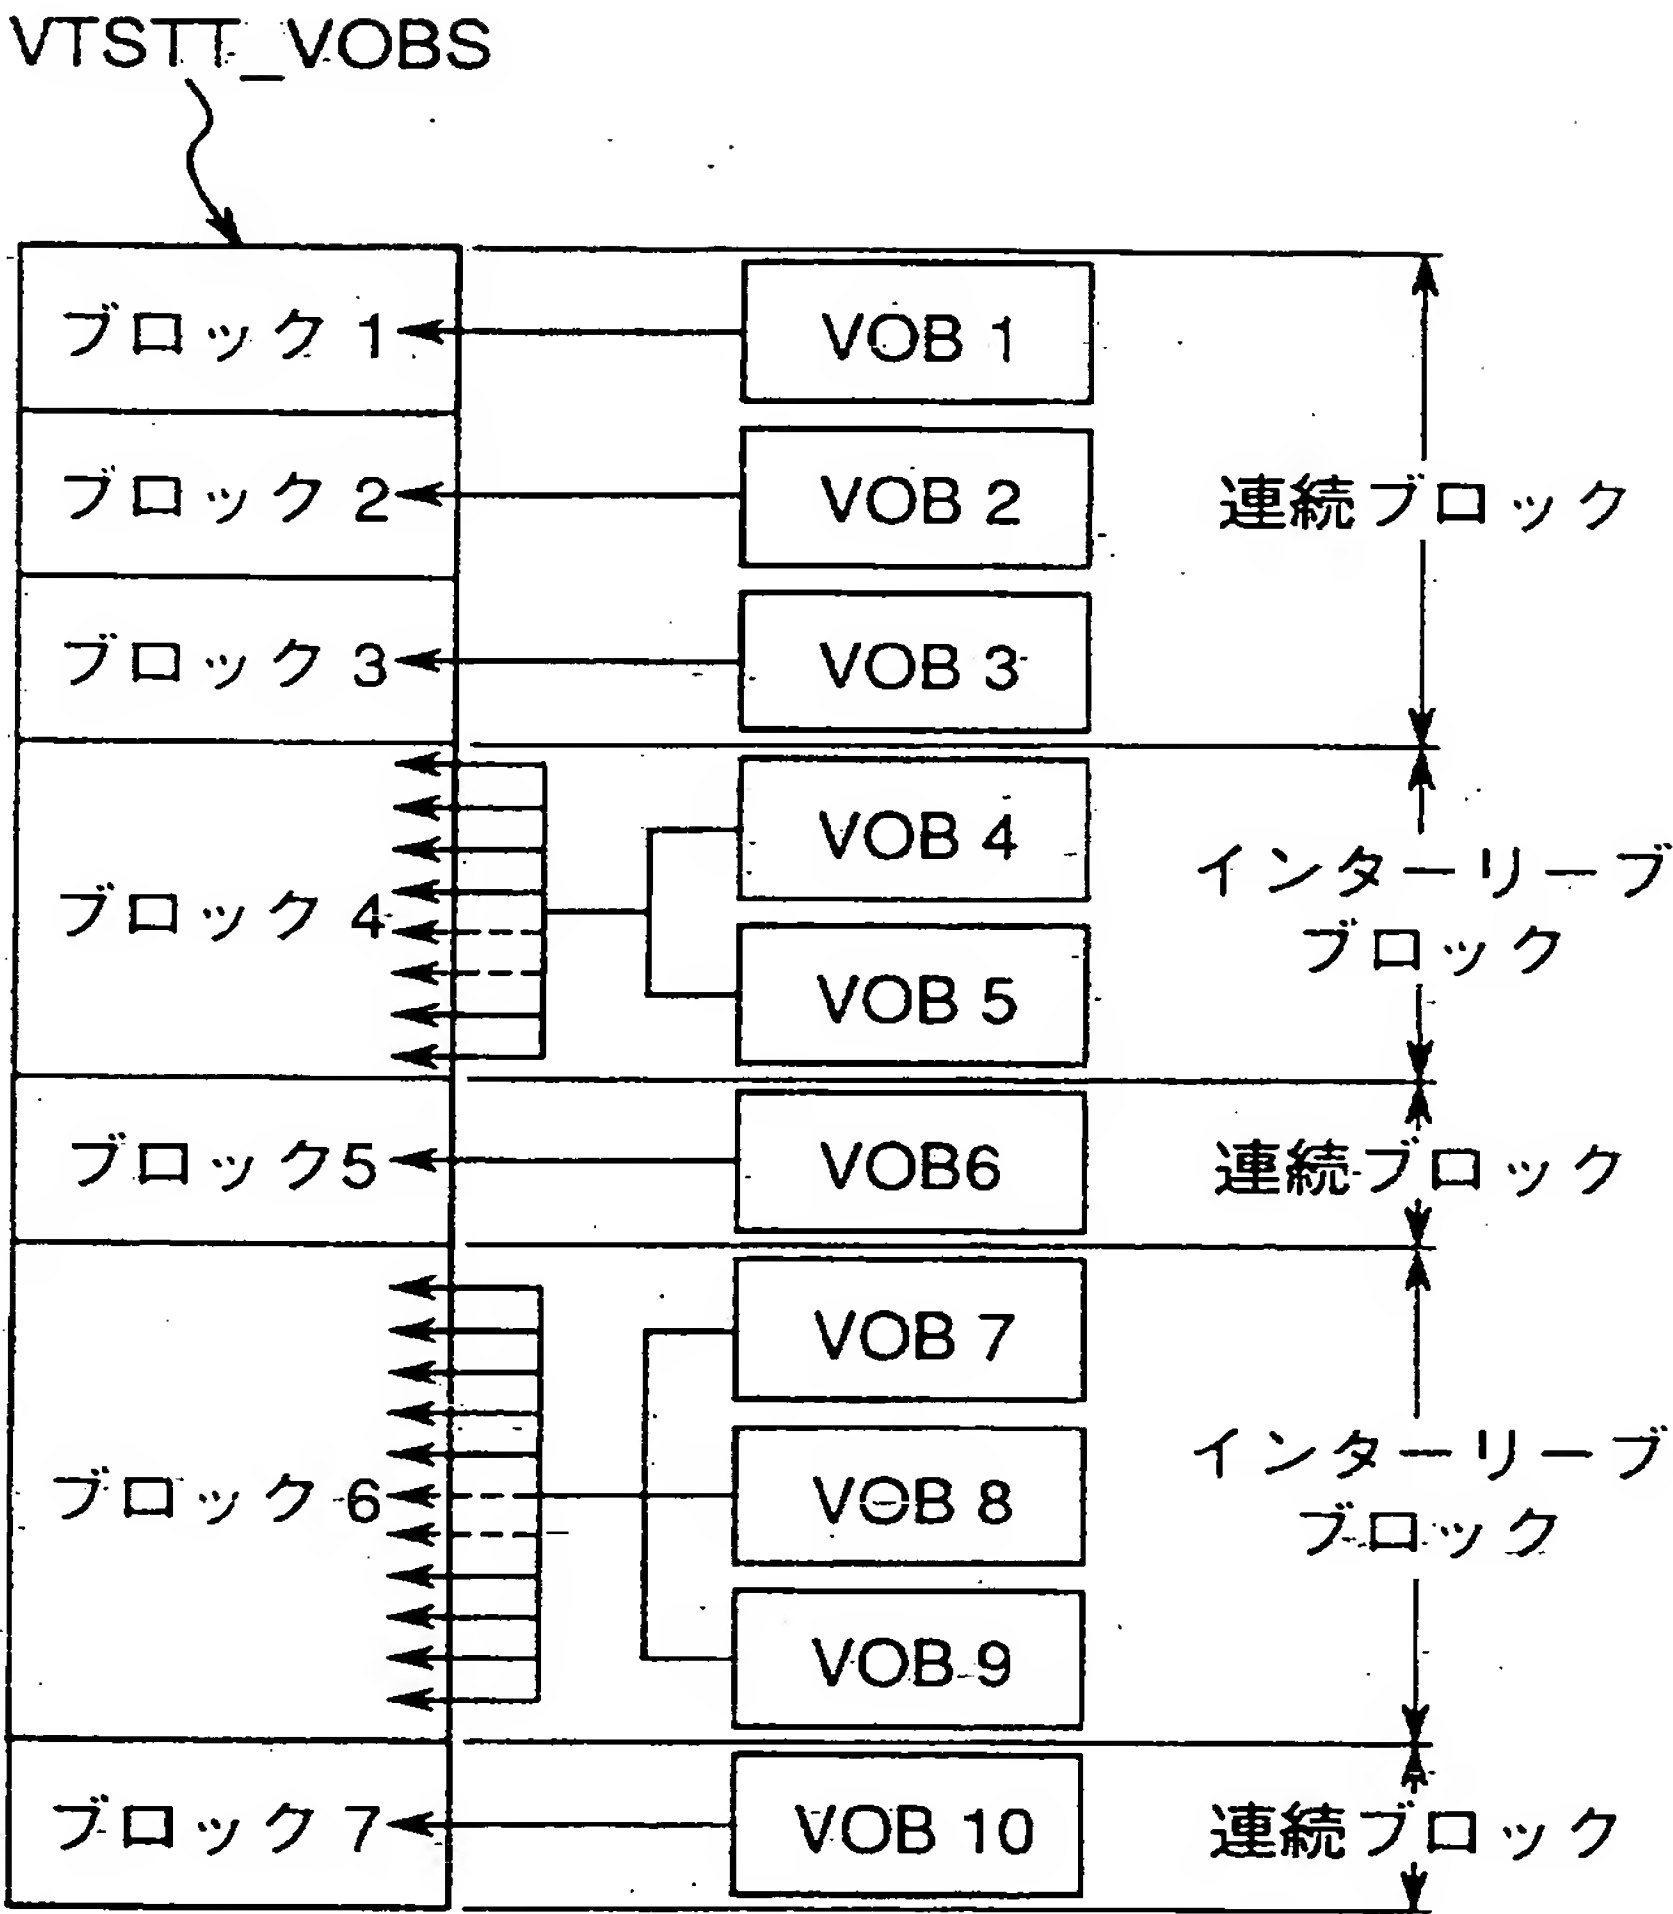 VTSTT_VOBS
ブロック 1
VOB 1
ブロック 2
VOB 2
連続ブロック
ブロック 3
VOB 3
ブロック 4
VOB 4
インターリーブ
ブロック
VOB 5
ブロック5
VOB6
連続ブロック
VOB 7
ブロック 6
VOB 8
インターリーブ
ブロック
VOB 9
ブロック 7
VOB 10
連続ブロック